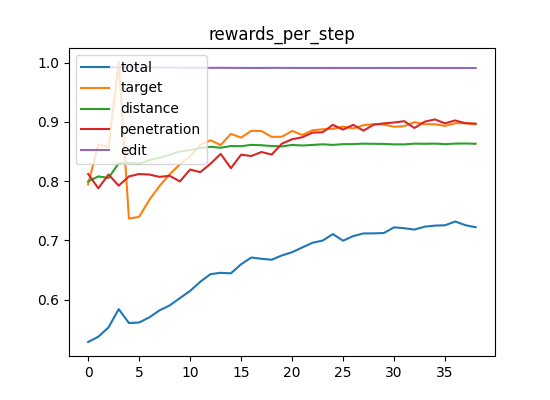 rewards_per_step
1.0
0.9
0.8
0.7
0.6
total
target
distance
penetration
edit
0 5 10 15 20 25 30 35